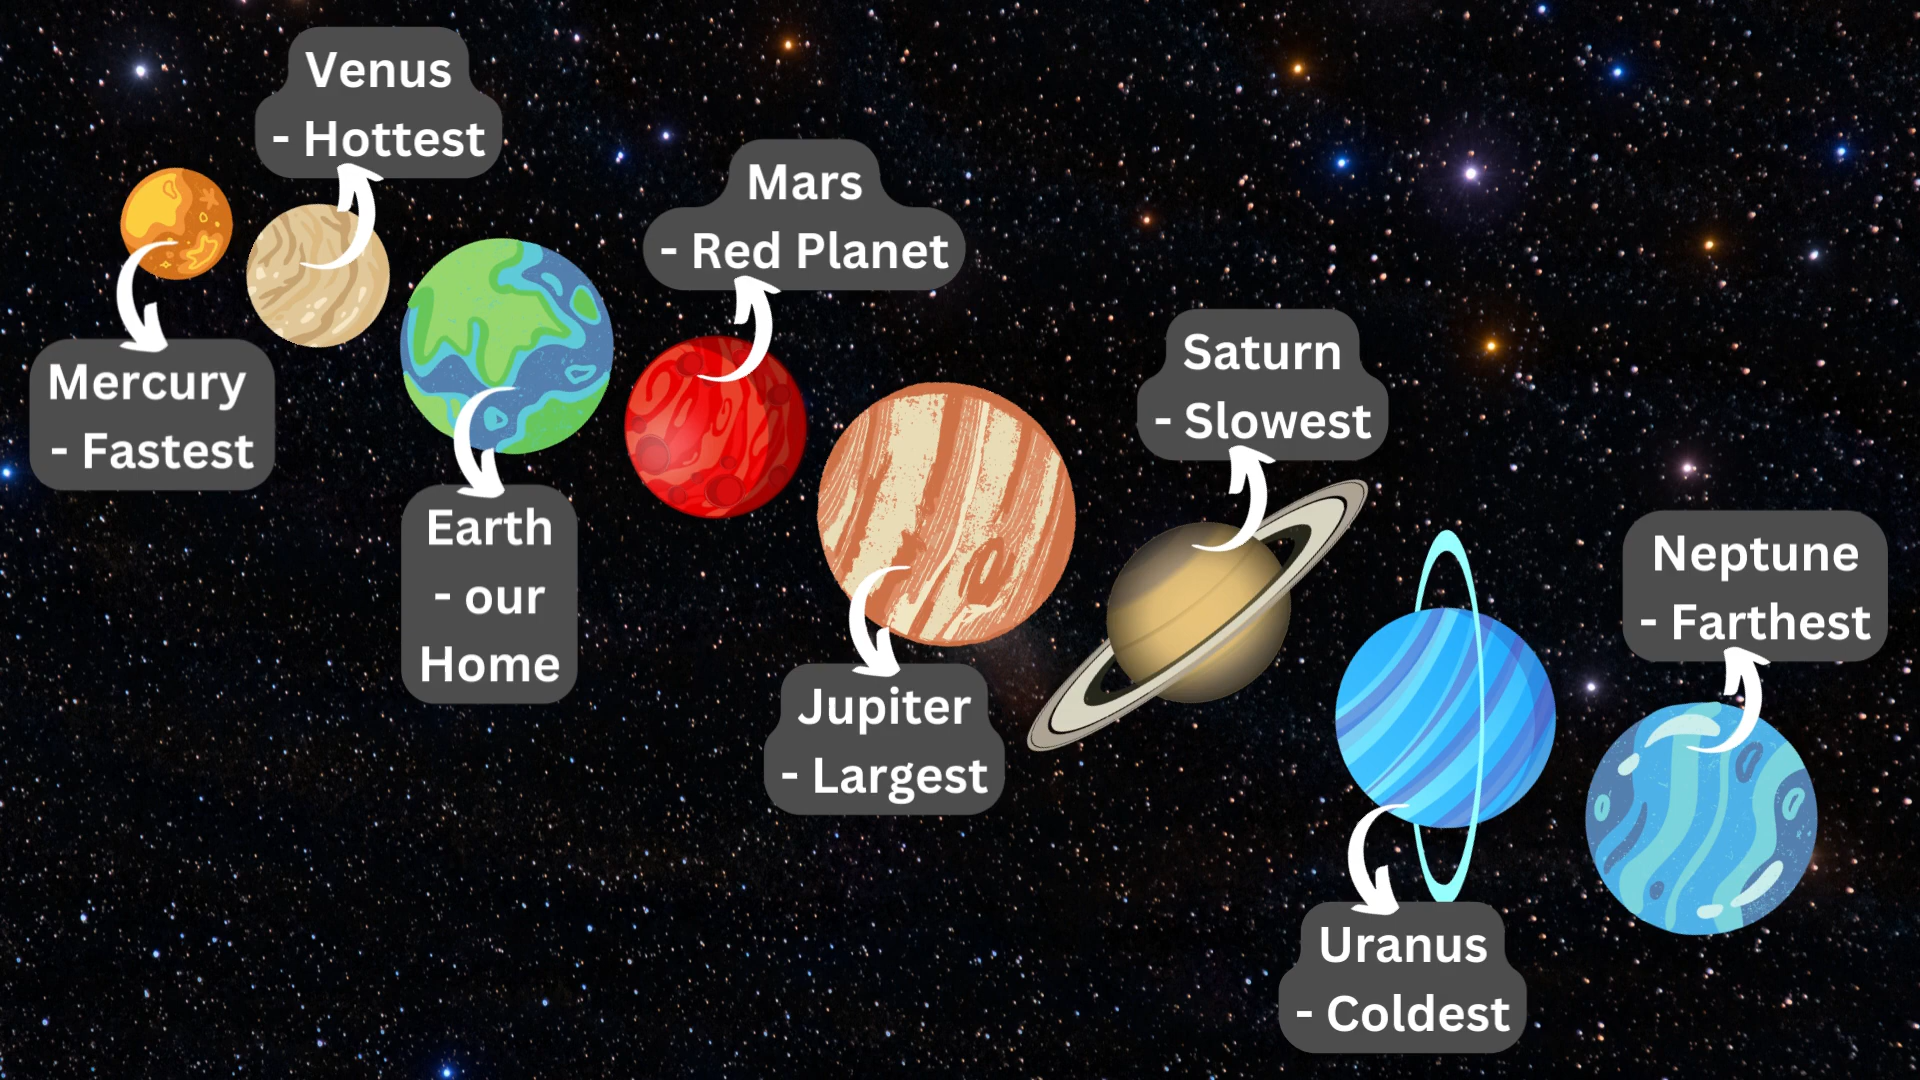 Venus
- Hottest
Mercury
- Fastest
Earth
- our
Home
Mars
- Red Planet
Jupiter
- Largest
Saturn
- Slowest
Uranus
- Coldest
Neptune
- Farthest